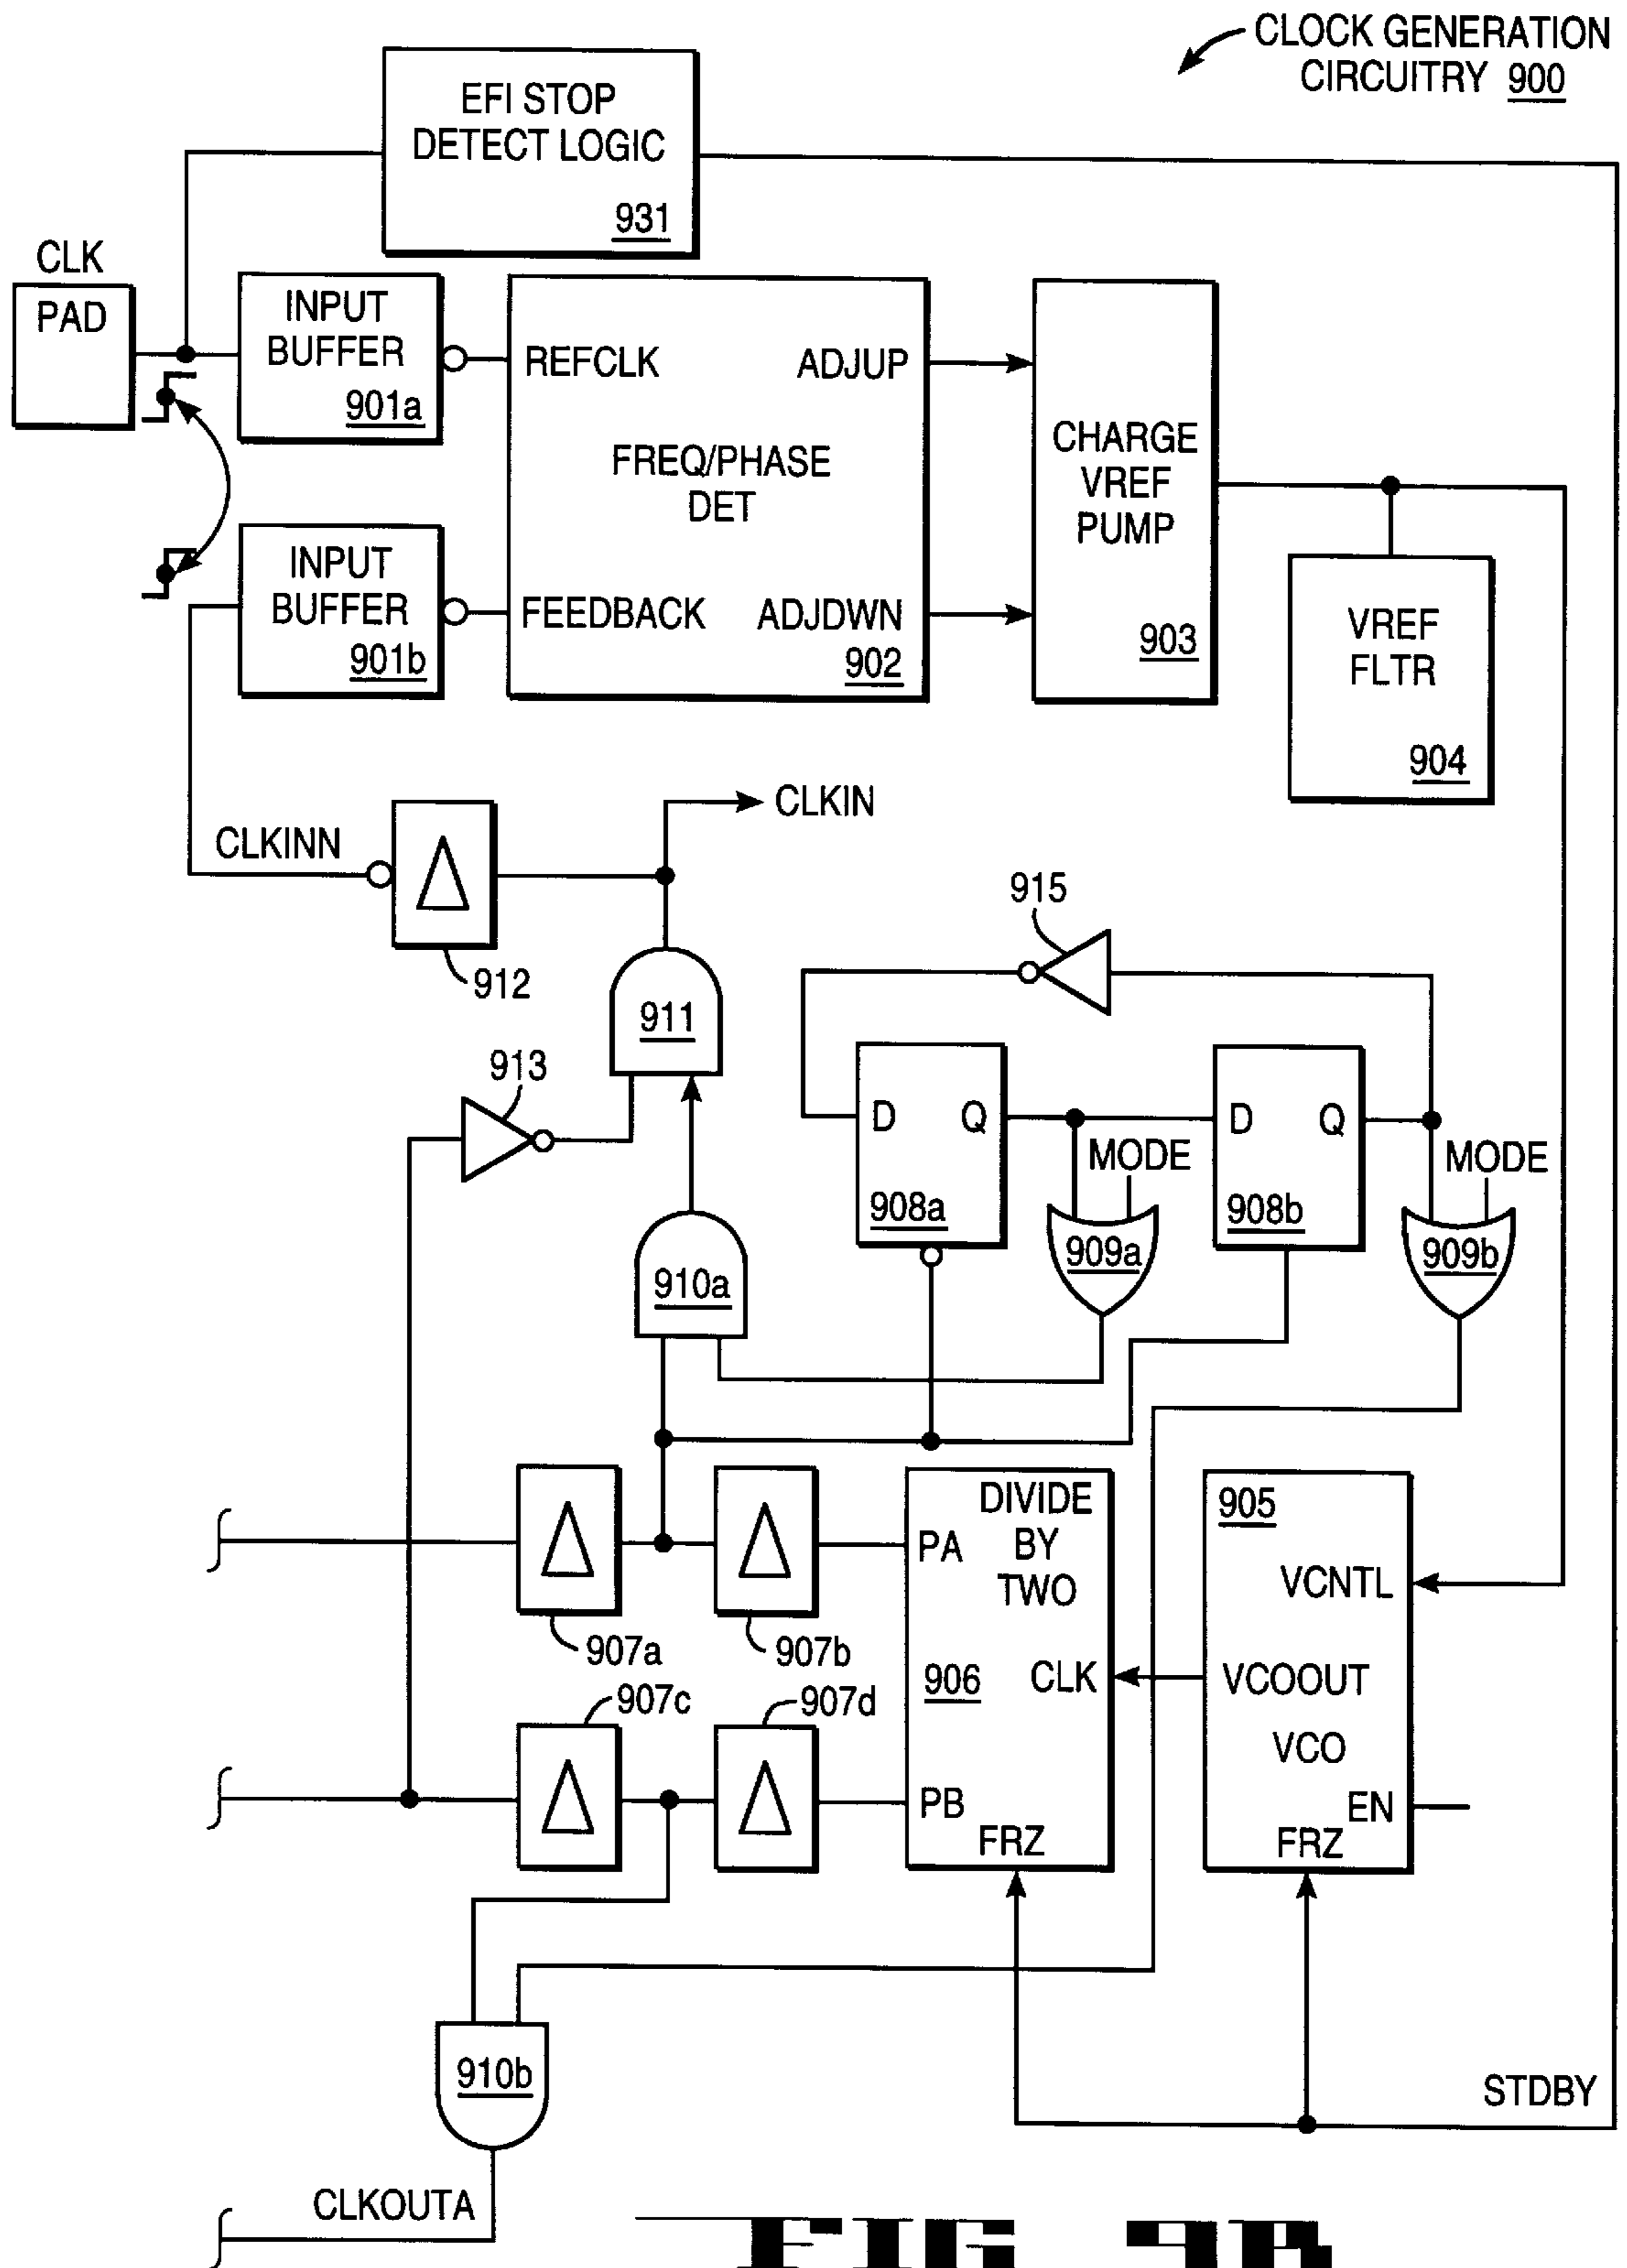 CLOCK GENERATION
CIRCUITRY 900
EFI STOP
DETECT LOGIC
931
CLK
PAD
INPUT
BUFFER
901a
REFCLK
ADJUP
FREQ/PHASE
DET
CHARGE
VREF
PUMP
903
INPUT
BUFFER
901b
FEEDBACK
ADJDWN
902
VREF
FLTR
904
CLKIN
CLKINN
912
915
911
913
D
Q
908a
MODE
909a
D
Q
908b
MODE
909b
910a
DIVIDE
BY
TWO
PA
906
CLK
PB
FRZ
905
VCNTL
VCOOUT
VCO
EN
FRZ
907a
907b
907c
907d
910b
STDBY
CLKOUTA